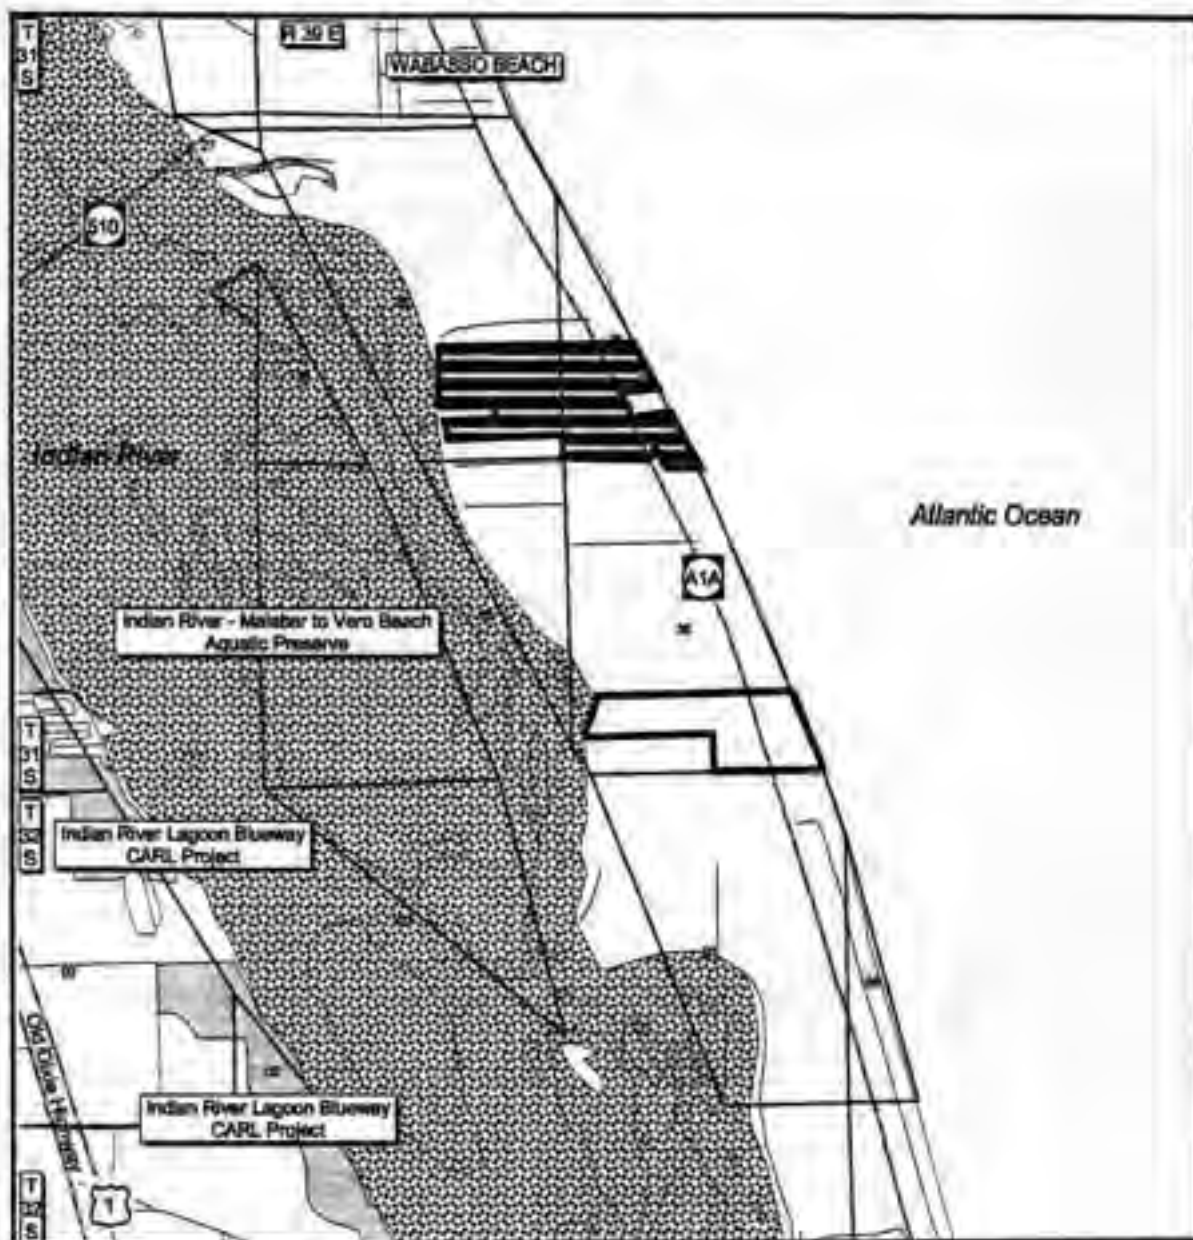 T
31
S
R 39 E
WABASSO BEACH
510
Indian River
Atlantic Ocean
A1A
36
Indian River - Malabar to Vero Beach
Aquatic Preserve
T
31
S
T
32
S
Indian River Lagoon Blueway
CARL Project
Old Dixie Highway
Indian River Lagoon Blueway
CARL Project
T
32
S
1